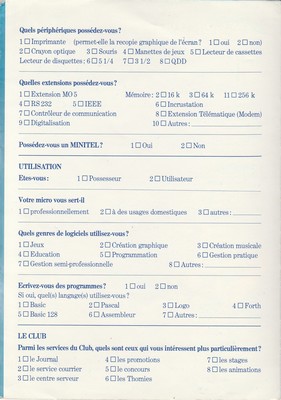 Quels périphériques possédez-vous?
1 □ Imprimante (permet-elle la recopie graphique de l'écran? 1 □ oui 2 □ non)
2 □ Crayon optique 3 □ Souris 4 □ Manettes de jeux 5 □ Lecteur de cassettes
Lecteur de disquettes: 6 □ 5 1/4 7 □ 3 1/2 8 □ QDD
Quelles extensions possédez-vous?
1 □ Extension MO 5 Mémoire: 2 □ 16 k 3 □ 64 k 11 □ 256 k
4 □ RS 232 5 □ IEEE 6 □ Incrustation
7 □ Contrôleur de communication 8 □ Extension Télématique (Modem)
9 □ Digitalisation 10 □ Autres:
Possédez-vous un MINITEL? 1 □ Oui 2 □ Non
UTILISATION
Etes-vous: 1 □ Possesseur 2 □ Utilisateur
Votre micro vous sert-il
1 □ professionnellement 2 □ à des usages domestiques 3 □ autres:
Quels genres de logiciels utilisez-vous?
1 □ Jeux 2 □ Création graphique 3 □ Création musicale
4 □ Education 5 □ Programmation 6 □ Gestion pratique
7 □ Gestion semi-professionnelle 8 □ Autres:
Ecrivez-vous des programmes? 1 □ oui 2 □ non
Si oui, quel(s) langage(s) utilisez-vous?
1 □ Basic 2 □ Pascal 3 □ Logo 4 □ Forth
5 □ Basic 128 6 □ Assembleur 7 □ Autres:
LE CLUB
Parmi les services du Club, quels sont ceux qui vous intéressent plus particulièrement?
1 □ le Journal 4 □ les promotions 7 □ les stages
2 □ le service courrier 5 □ les concours 8 □ les animations
3 □ le centre serveur 6 □ les Thomies